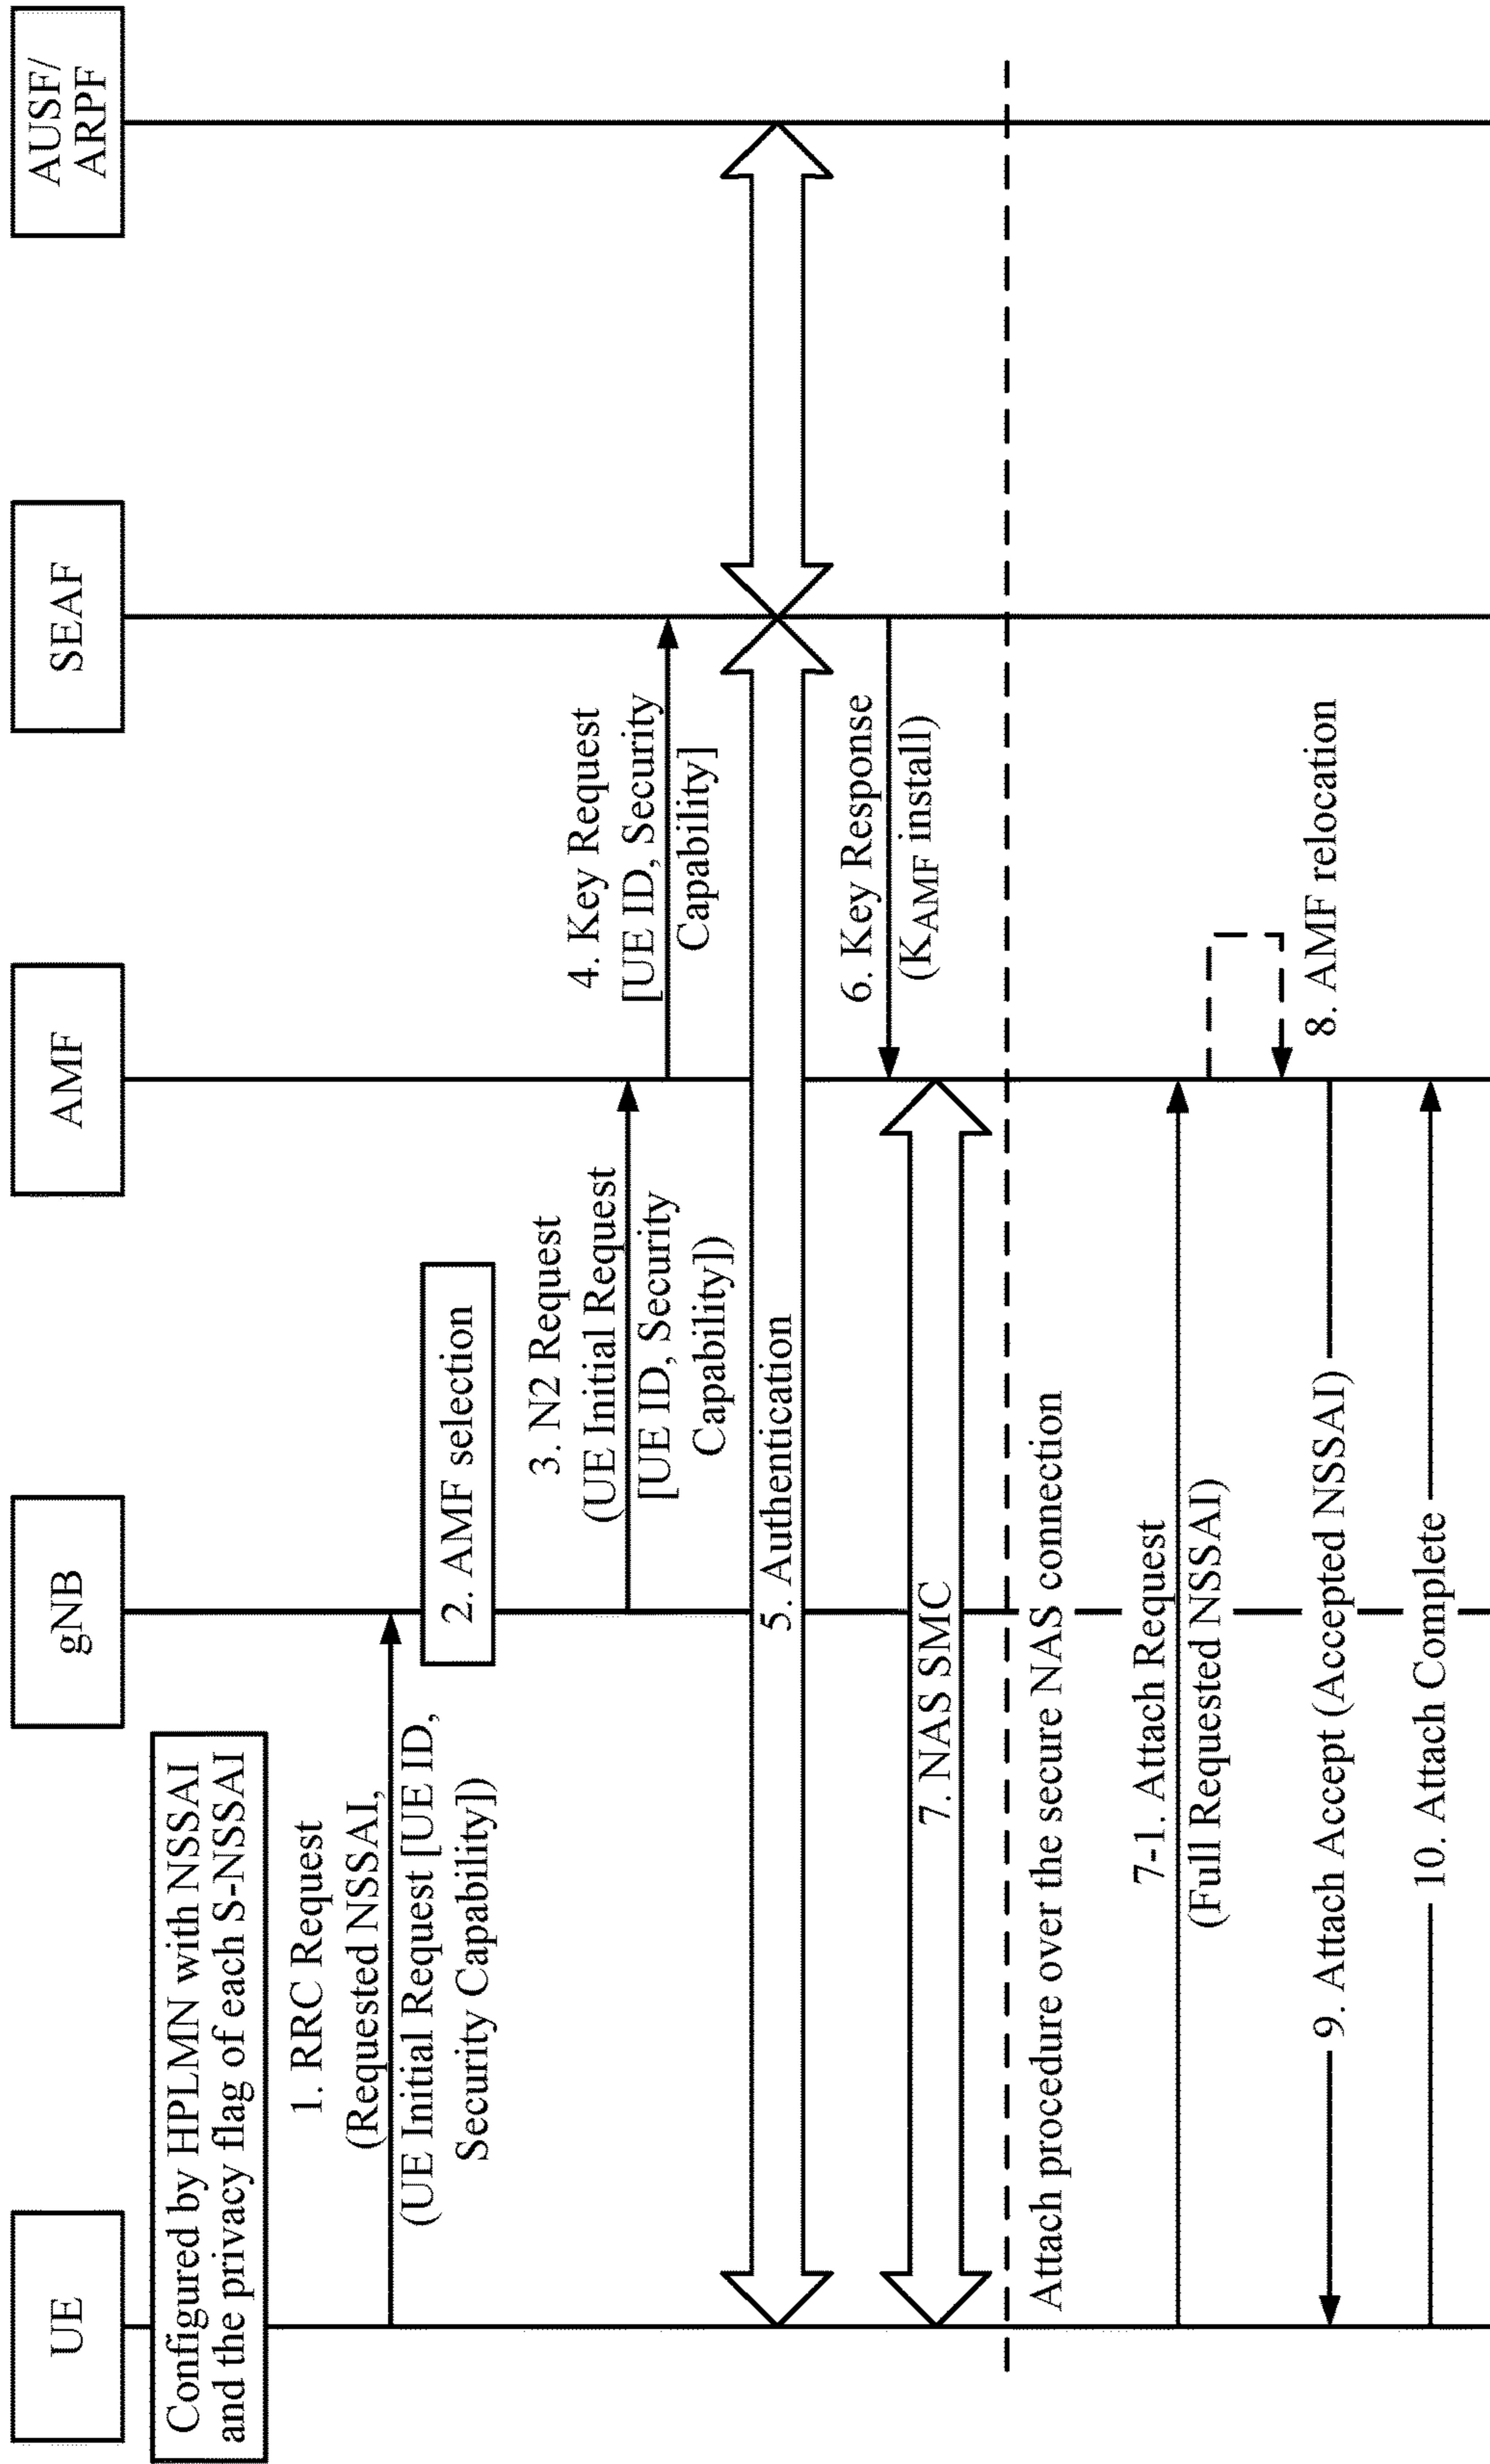 UE
gNB
AMF
SEAF
AUSF/
ARPF
Configured by HPLMN with NSSAI
and the privacy flag of each S-NSSAI
1. RRC Request
(Requested NSSAI,
(UE Initial Request [UE ID,
Security Capability])
2. AMF selection
3. N2 Request
(UE Initial Request
[UE ID, Security
Capability])
4. Key Request
[UE ID, Security
Capability]
5. Authentication
6. Key Response
(KAMF install)
7. NAS SMC
Attach procedure over the secure NAS connection
7-1. Attach Request
(Full Requested NSSAI)
8. AMF relocation
9. Attach Accept (Accepted NSSAI)
10. Attach Complete